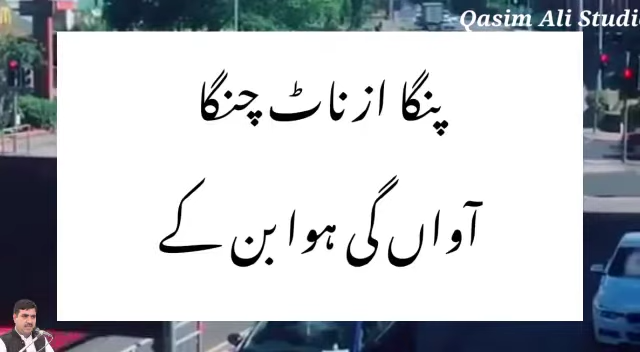 Qasim Ali Studi
پنگا از ناٹ چنگا
آواں گی ہوا بن کے